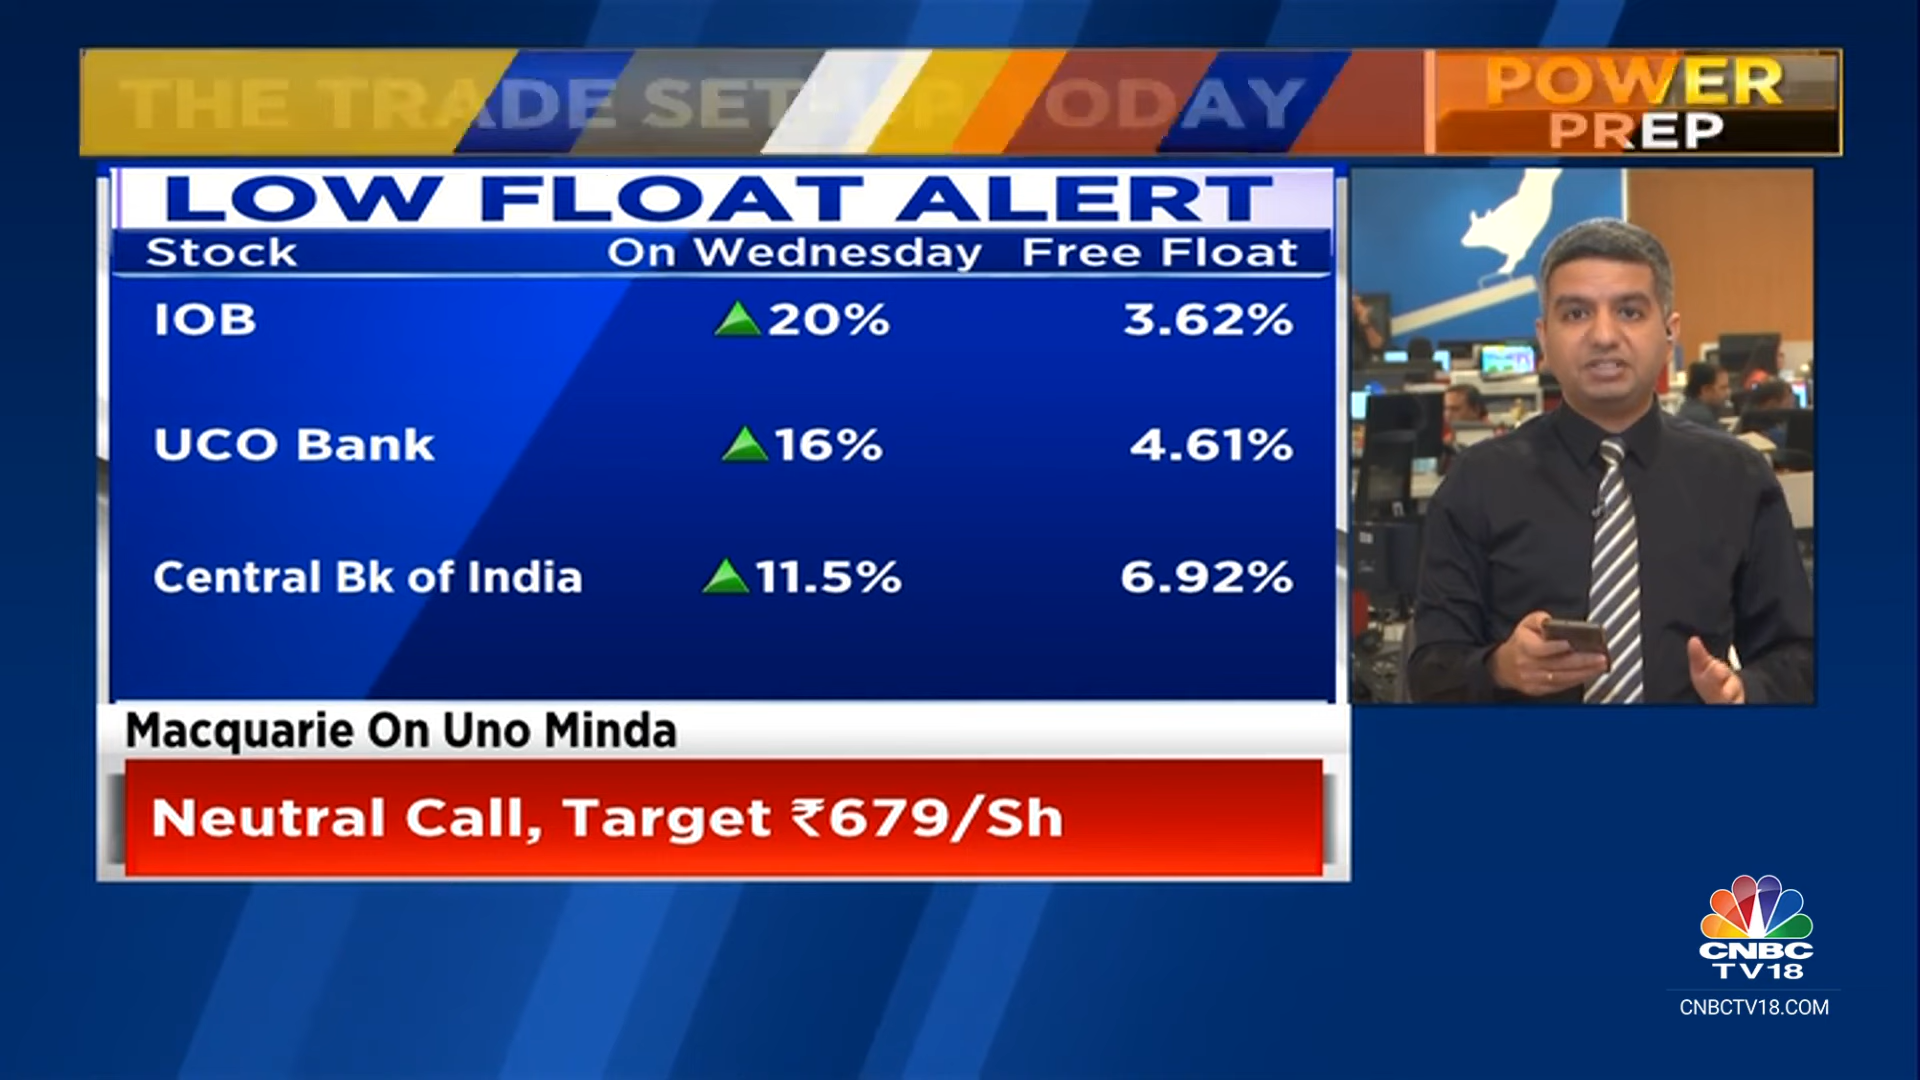 THE TRADE SET-UP TODAY
POWER
PREP
LOW FLOAT ALERT
Stock On Wednesday Free Float
IOB 20% 3.62%
UCO Bank 16% 4.61%
Central Bk of India 11.5% 6.92%
Macquarie On Uno Minda
Neutral Call, Target ₹679/Sh
CNBC
TV18
CNBCTV18.COM